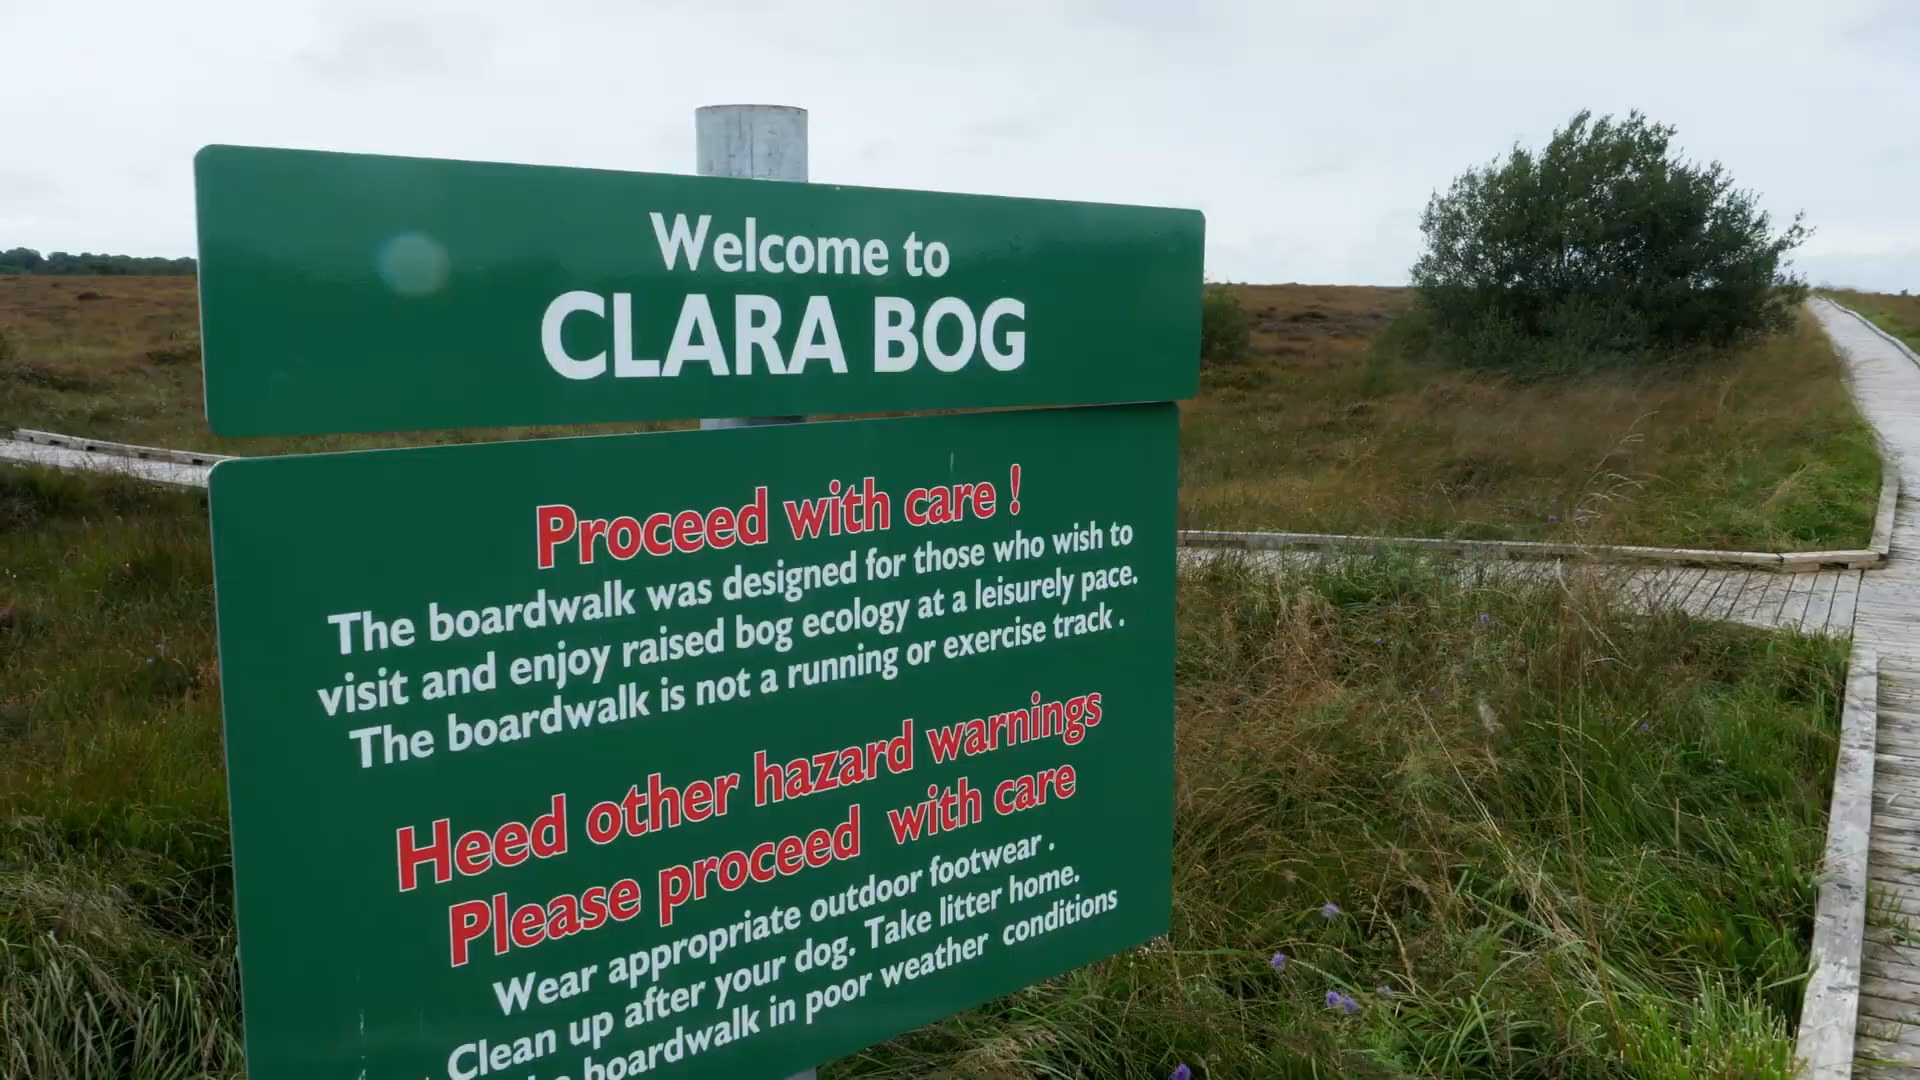 Welcome to
CLARA BOG
Proceed with care !
The boardwalk was designed for those who wish to
visit and enjoy raised bog ecology at a leisurely pace.
The boardwalk is not a running or exercise track .
Heed other hazard warnings
Please proceed with care
Wear appropriate outdoor footwear .
Clean up after your dog. Take litter home.
boardwalk in poor weather conditions